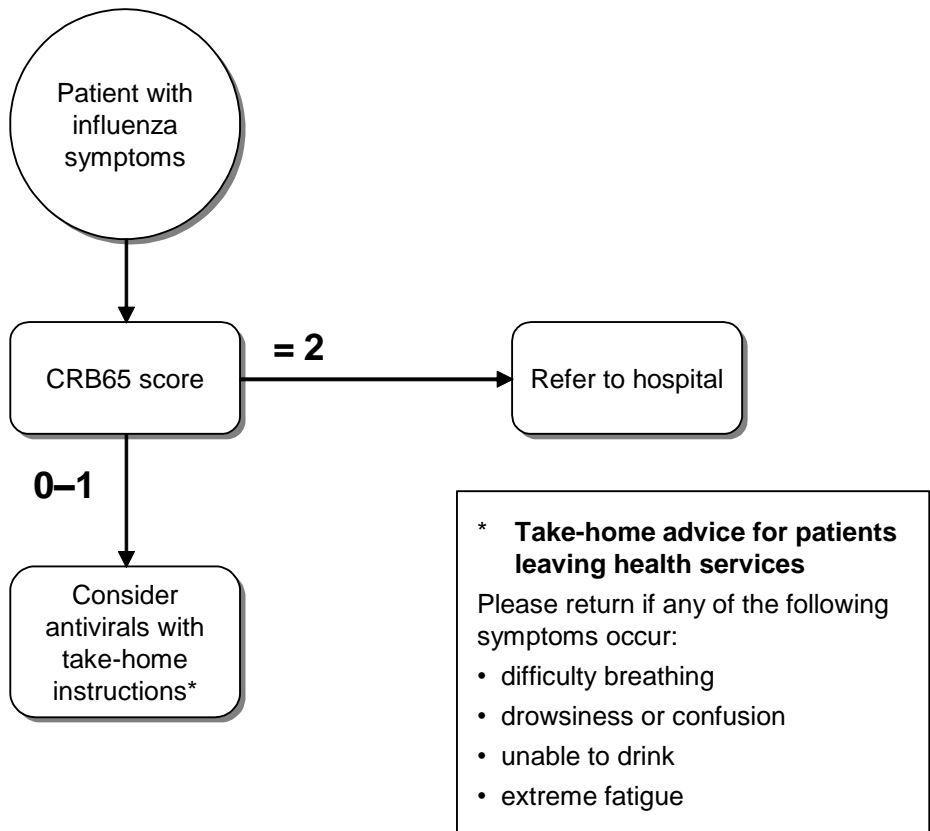 Patient with
influenza
symptoms
CRB65 score
= 2
Refer to hospital
0–1
Consider
antivirals with
take-home
instructions*
* Take-home advice for patients
leaving health services
Please return if any of the following
symptoms occur:
• difficulty breathing
• drowsiness or confusion
• unable to drink
• extreme fatigue